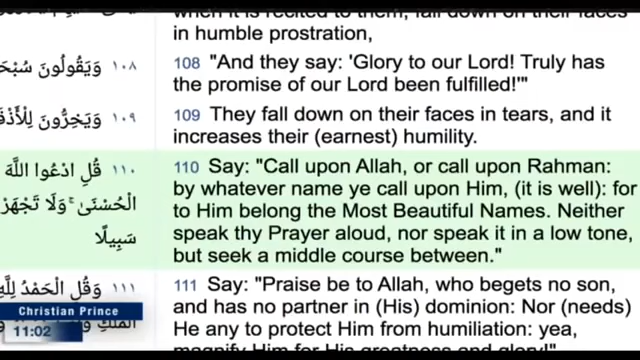 when it is recited to them, fall down on their faces
in humble prostration,
١٠٨ وَيَقُولُونَ
108 "And they say: 'Glory to our Lord! Truly has
the promise of our Lord been fulfilled!'"
١٠٩ وَيَخِرُّونَ
109 They fall down on their faces in tears, and it
increases their (earnest) humility.
١١٠ قُلِ ادْعُوا اللَّهَ
الْحُسْنَىٰ ۚ وَلَا تَجْهَرْ
سَبِيلًا
110 Say: "Call upon Allah, or call upon Rahman:
by whatever name ye call upon Him, (it is well): for
to Him belong the Most Beautiful Names. Neither
speak thy Prayer aloud, nor speak it in a low tone,
but seek a middle course between."
١١١ وَقُلِ الْحَمْدُ لِلَّهِ
111 Say: "Praise be to Allah, who begets no son,
and has no partner in (His) dominion: Nor (needs)
He any to protect Him from humiliation: yea,
magnify Him for His greatness and glory!"
Christian Prince
11:02